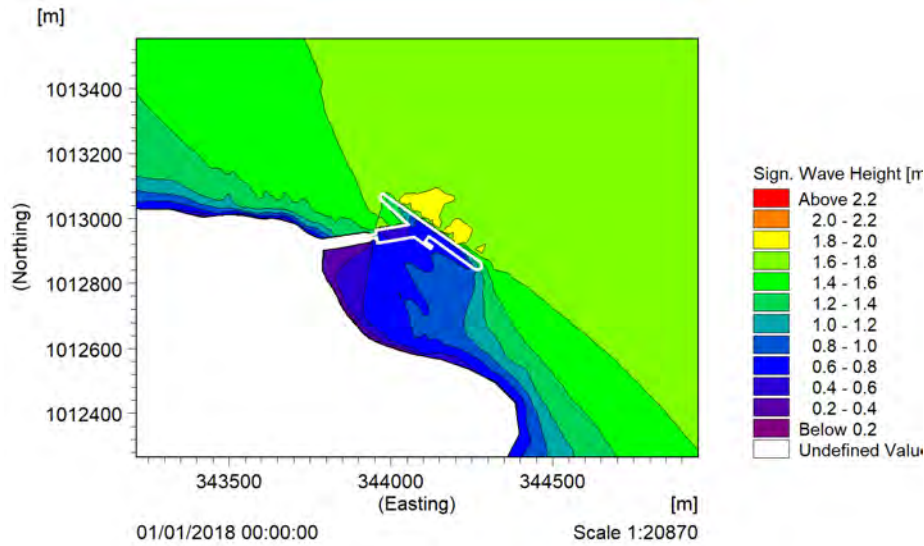 [m]
1013400
1013200
1013000
1012800
1012600
1012400
(Northing)
343500
344000
344500
(Easting)
[m]
01/01/2018 00:00:00
Scale 1:20870
Sign. Wave Height [m
Above 2.2
2.0 - 2.2
1.8 - 2.0
1.6 - 1.8
1.4 - 1.6
1.2 - 1.4
1.0 - 1.2
0.8 - 1.0
0.6 - 0.8
0.4 - 0.6
0.2 - 0.4
Below 0.2
Undefined Valu